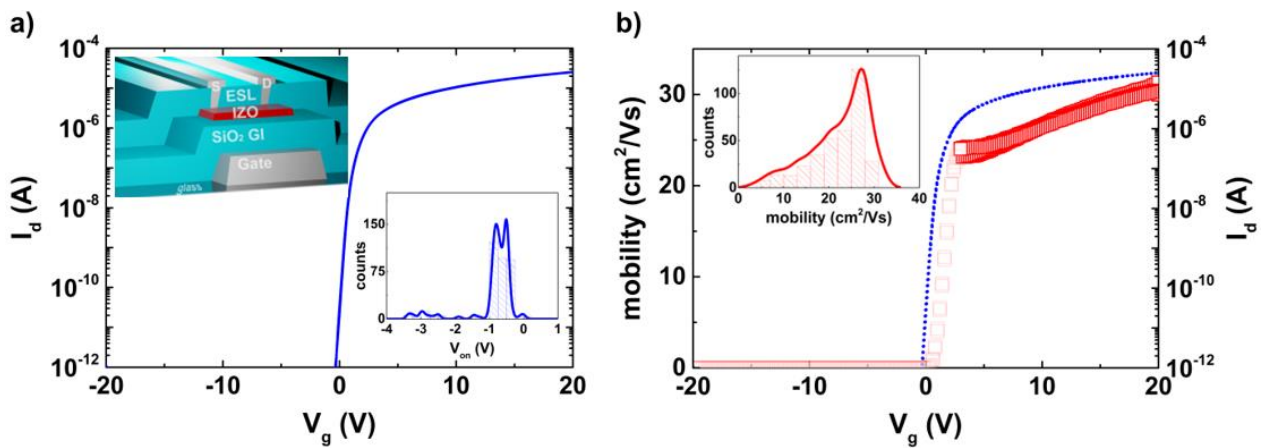 a)
10⁻⁴
10⁻⁶
10⁻⁸
10⁻¹⁰
10⁻¹²
I_d (A)
S D
ESL
IZO
SiO₂ GI
Gate
glass
150
75
0
counts
-4 -3 -2 -1 0 1
V_on (V)
-20 -10 0 10 20
V_g (V)
b)
30
20
10
0
mobility (cm²/Vs)
100
50
0
counts
0 10 20 30 40
mobility (cm²/Vs)
10⁻⁴
10⁻⁶
10⁻⁸
10⁻¹⁰
10⁻¹²
I_d (A)
-20 -10 0 10 20
V_g (V)